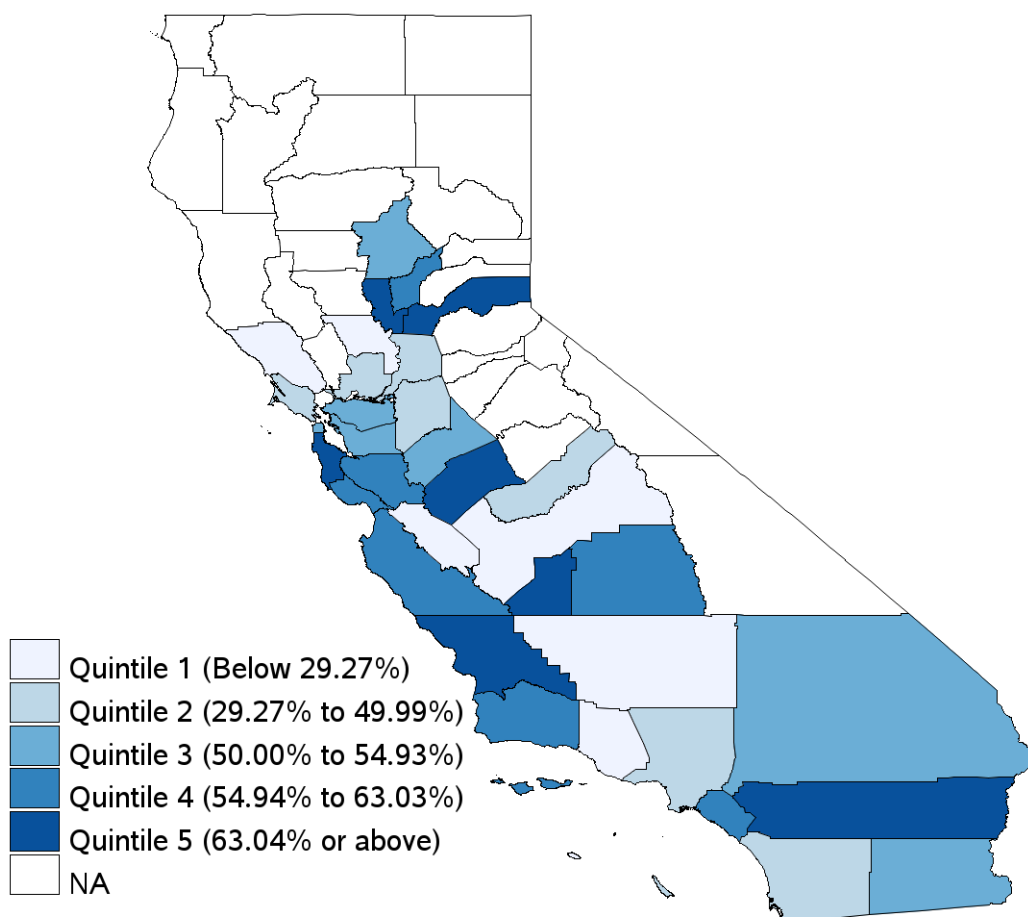 Quintile 1 (Below 29.27%)
Quintile 2 (29.27% to 49.99%)
Quintile 3 (50.00% to 54.93%)
Quintile 4 (54.94% to 63.03%)
Quintile 5 (63.04% or above)
NA